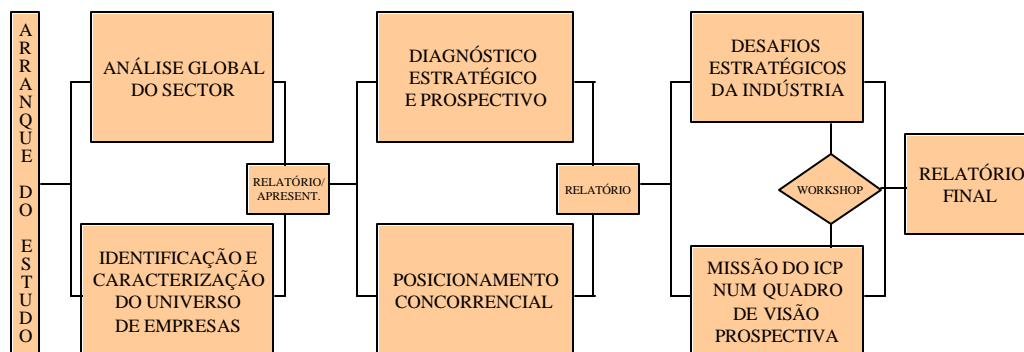 ARRANQUE DO ESTUDO
ANÁLISE GLOBAL
DO SECTOR
IDENTIFICAÇÃO E
CARACTERIZAÇÃO
DO UNIVERSO
DE EMPRESAS
RELATÓRIO/
APRESENT.
DIAGNÓSTICO
ESTRATÉGICO
E PROSPECTIVO
POSICIONAMENTO
CONCORRENCIAL
RELATÓRIO
DESAFIOS
ESTRATÉGICOS
DA INDÚSTRIA
WORKSHOP
MISSÃO DO ICP
NUM QUADRO
DE VISÃO
PROSPECTIVA
RELATÓRIO
FINAL